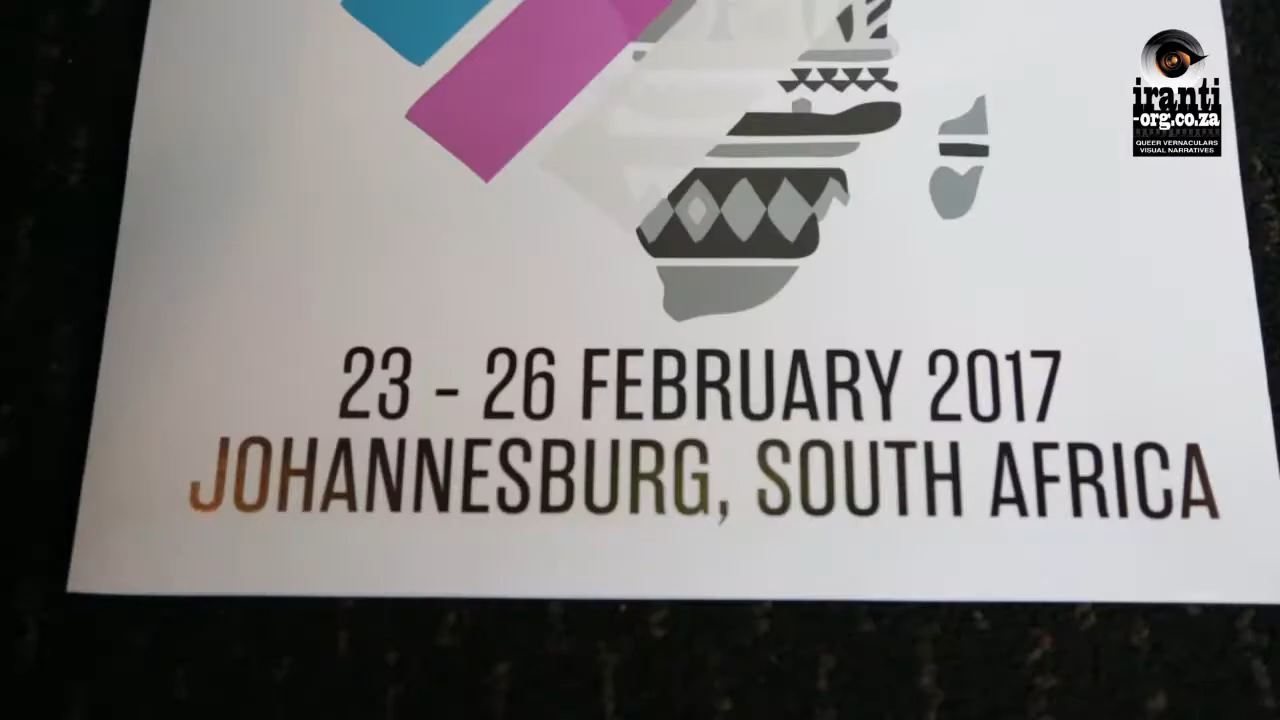 iranti
-org.co.za
QUEER VERNACULARS
VISUAL NARRATIVES
23 - 26 FEBRUARY 2017
JOHANNESBURG, SOUTH AFRICA